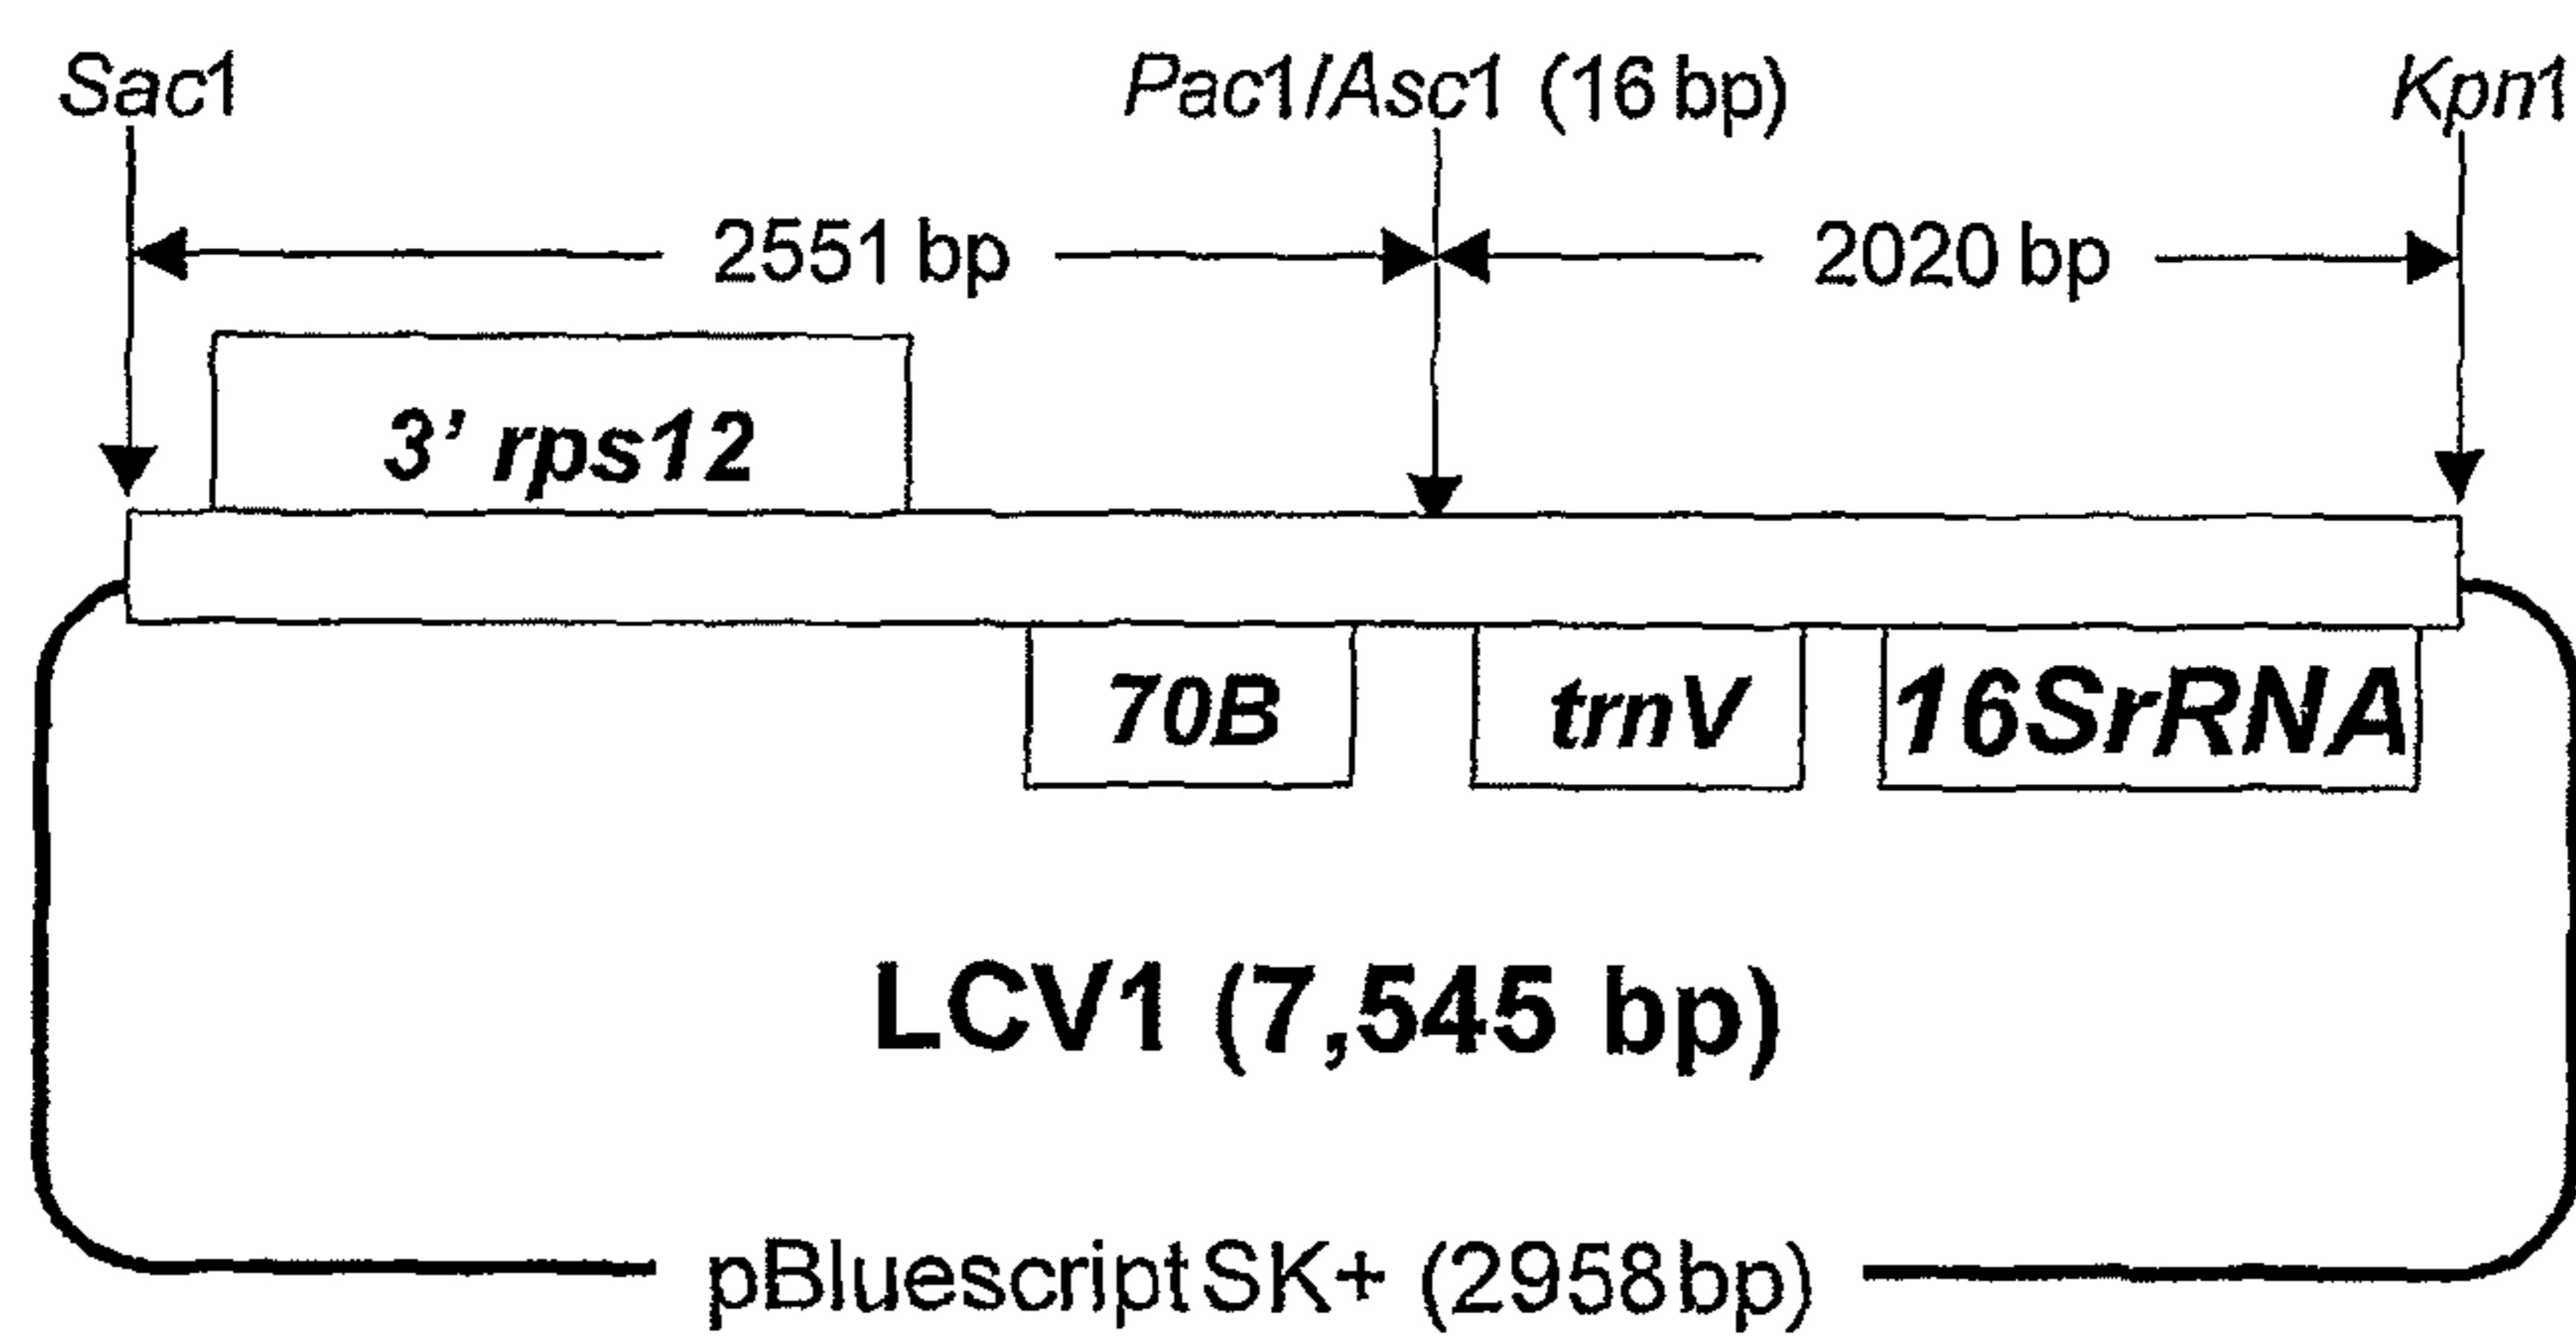 Sac1 Pac1/Asc1 (16 bp) Kpn1
2551 bp 2020 bp
3’ rps12
70B trnV 16SrRNA
LCV1 (7,545 bp)
pBluescript SK+ (2958 bp)